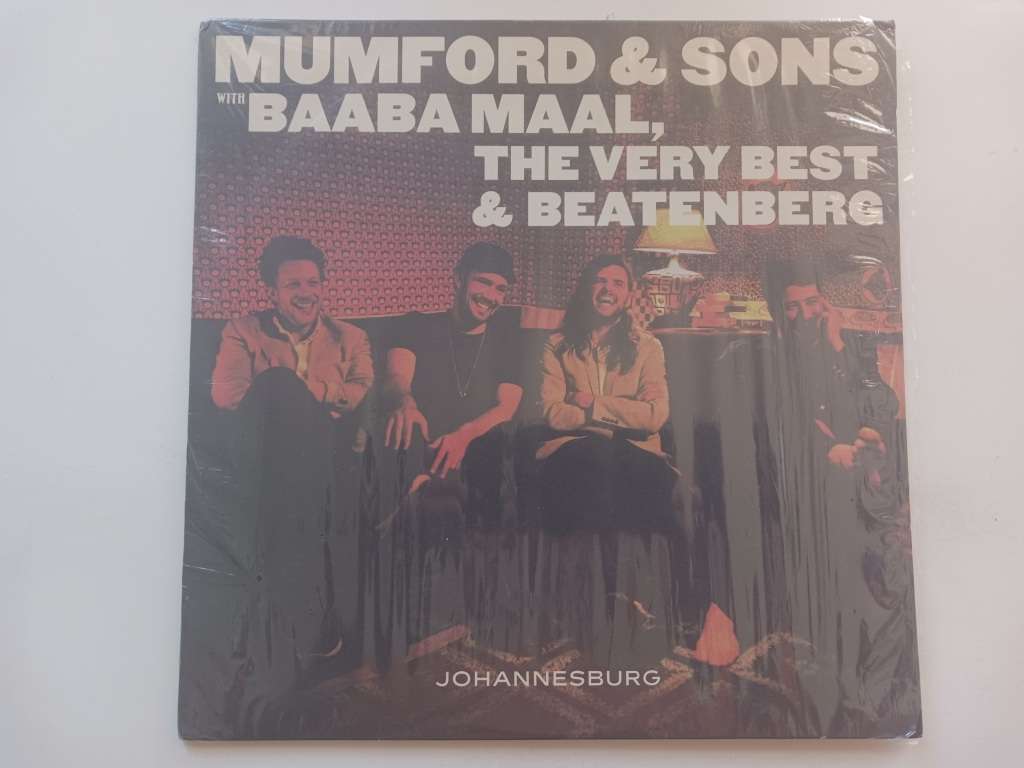 MUMFORD & SONS
WITH BAABA MAAL,
THE VERY BEST
& BEATENBERG
JOHANNESBURG